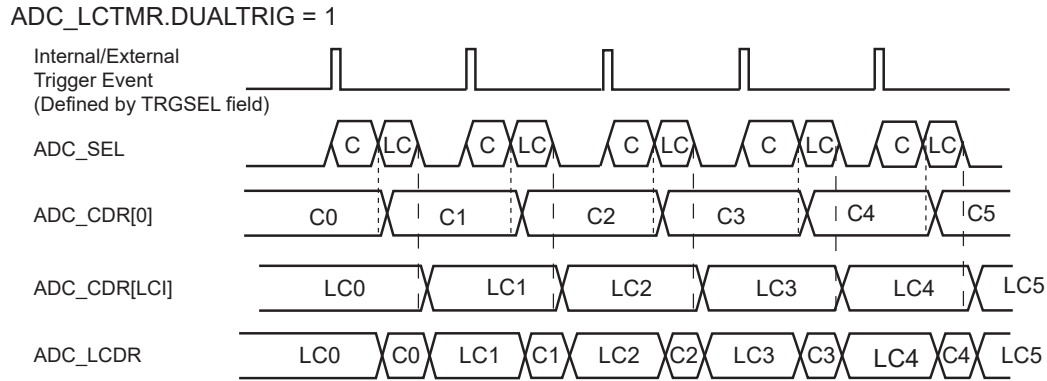 ADC_LCTMR.DUALTRIG = 1
Internal/External
Trigger Event
(Defined by TRGSEL field)
ADC_SEL C LC C LC C LC C LC C LC
ADC_CDR[0] C0 C1 C2 C3 C4 C5
ADC_CDR[LCI] LC0 LC1 LC2 LC3 LC4 LC5
ADC_LCDR LC0 C0 LC1 C1 LC2 C2 LC3 C3 LC4 C4 LC5